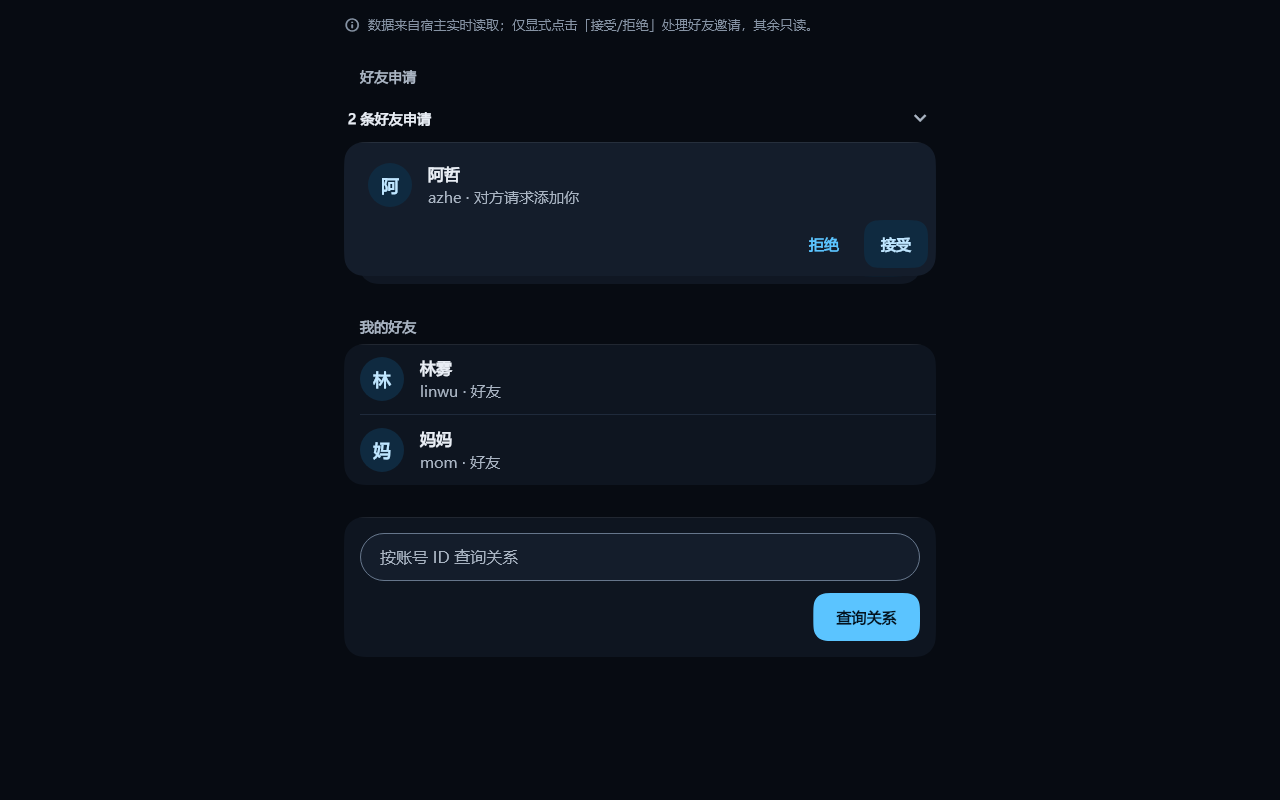 数据来自宿主实时读取；仅显式点击「接受/拒绝」处理好友邀请，其余只读。
好友申请
2 条好友申请
阿
阿哲
azhe · 对方请求添加你
拒绝
接受
我的好友
林
林雾
linwu · 好友
妈
妈妈
mom · 好友
按账号 ID 查询关系
查询关系